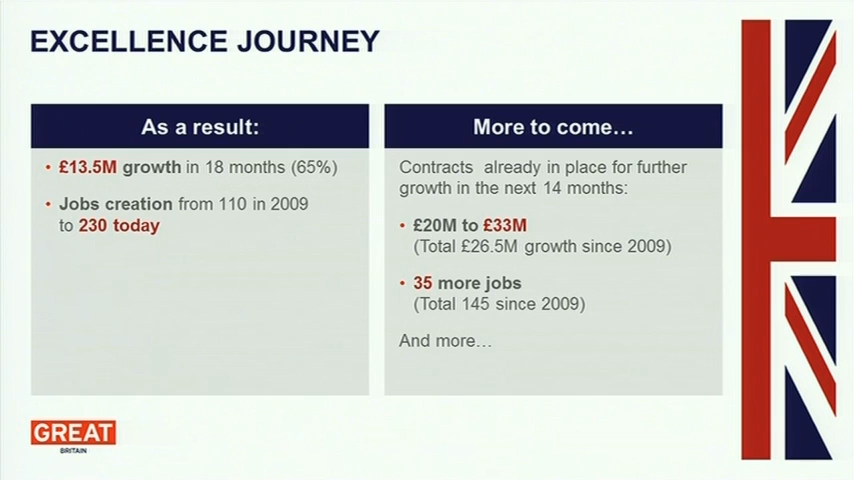 EXCELLENCE JOURNEY
As a result:
• £13.5M growth in 18 months (65%)
• Jobs creation from 110 in 2009
to 230 today
More to come…
Contracts already in place for further
growth in the next 14 months:
• £20M to £33M
(Total £26.5M growth since 2009)
• 35 more jobs
(Total 145 since 2009)
And more…
GREAT
BRITAIN